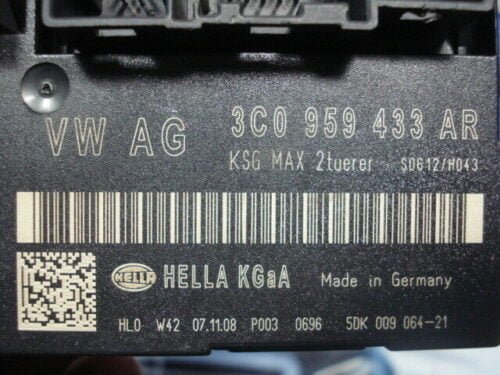 VW AG 3C0 959 433 AR
KSG MAX 2tuerer S0612/H043
HELLA HELLA KGaA Made in Germany
HLO W42 07.11.08 P003 0696 5DK 009 064-21